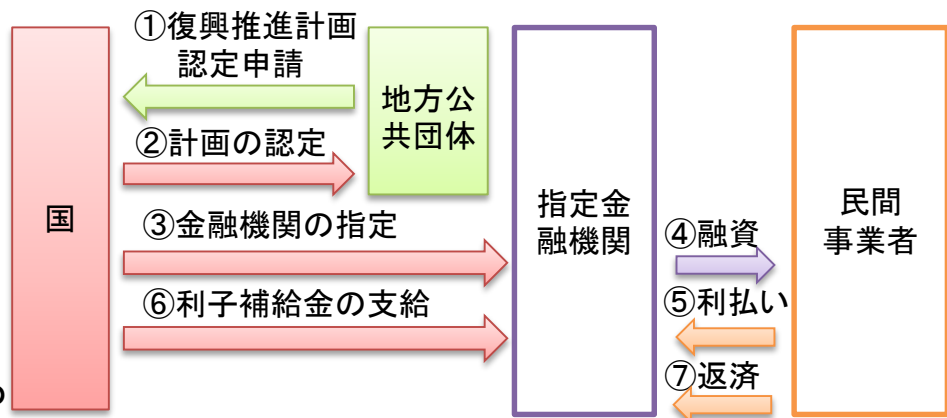 ①復興推進計画
認定申請
地方公
共団体
②計画の認定
国
③金融機関の指定
指定金
融機関
④融資
民間
事業者
⑥利子補給金の支給
⑤利払い
⑦返済